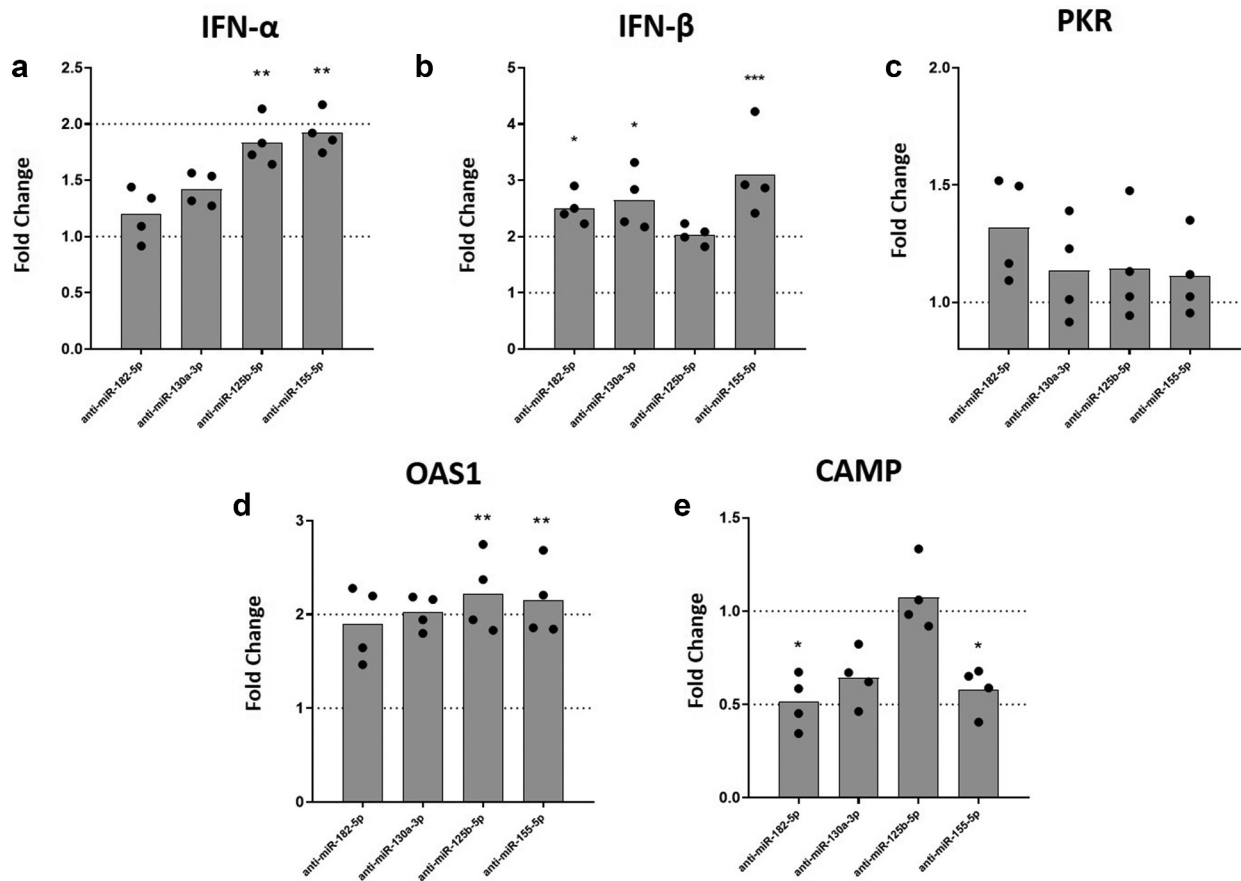 IFN-α
IFN-β
PKR
a
b
c
2.5
2.0
1.5
1.0
0.5
0.0
Fold Change
**
**
anti-miR-182-5p
anti-miR-130a-3p
anti-miR-125b-5p
anti-miR-155-5p
5
4
3
2
1
0
Fold Change
*
*
***
anti-miR-182-5p
anti-miR-130a-3p
anti-miR-125b-5p
anti-miR-155-5p
2.0
1.5
1.0
Fold Change
anti-miR-182-5p
anti-miR-130a-3p
anti-miR-125b-5p
anti-miR-155-5p
OAS1
CAMP
d
e
3
2
1
0
Fold Change
**
**
anti-miR-182-5p
anti-miR-130a-3p
anti-miR-125b-5p
anti-miR-155-5p
1.5
1.0
0.5
0.0
Fold Change
*
*
anti-miR-182-5p
anti-miR-130a-3p
anti-miR-125b-5p
anti-miR-155-5p